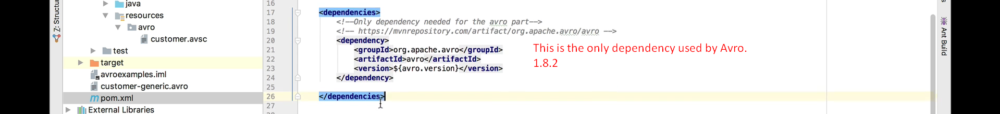 Z: Structu
java
resources
avro
customer.avsc
test
target
avroexamples.iml
customer-generic.avro
pom.xml
External Libraries
16
17 <dependencies>
18 <!--Only dependency needed for the avro part-->
19 <!-- https://mvnrepository.com/artifact/org.apache.avro/avro -->
20 <dependency>
21 <groupId>org.apache.avro</groupId>
22 <artifactId>avro</artifactId>
23 <version>${avro.version}</version>
24 </dependency>
25
26 </dependencies>
27
This is the only dependency used by Avro.
1.8.2
Ant Build